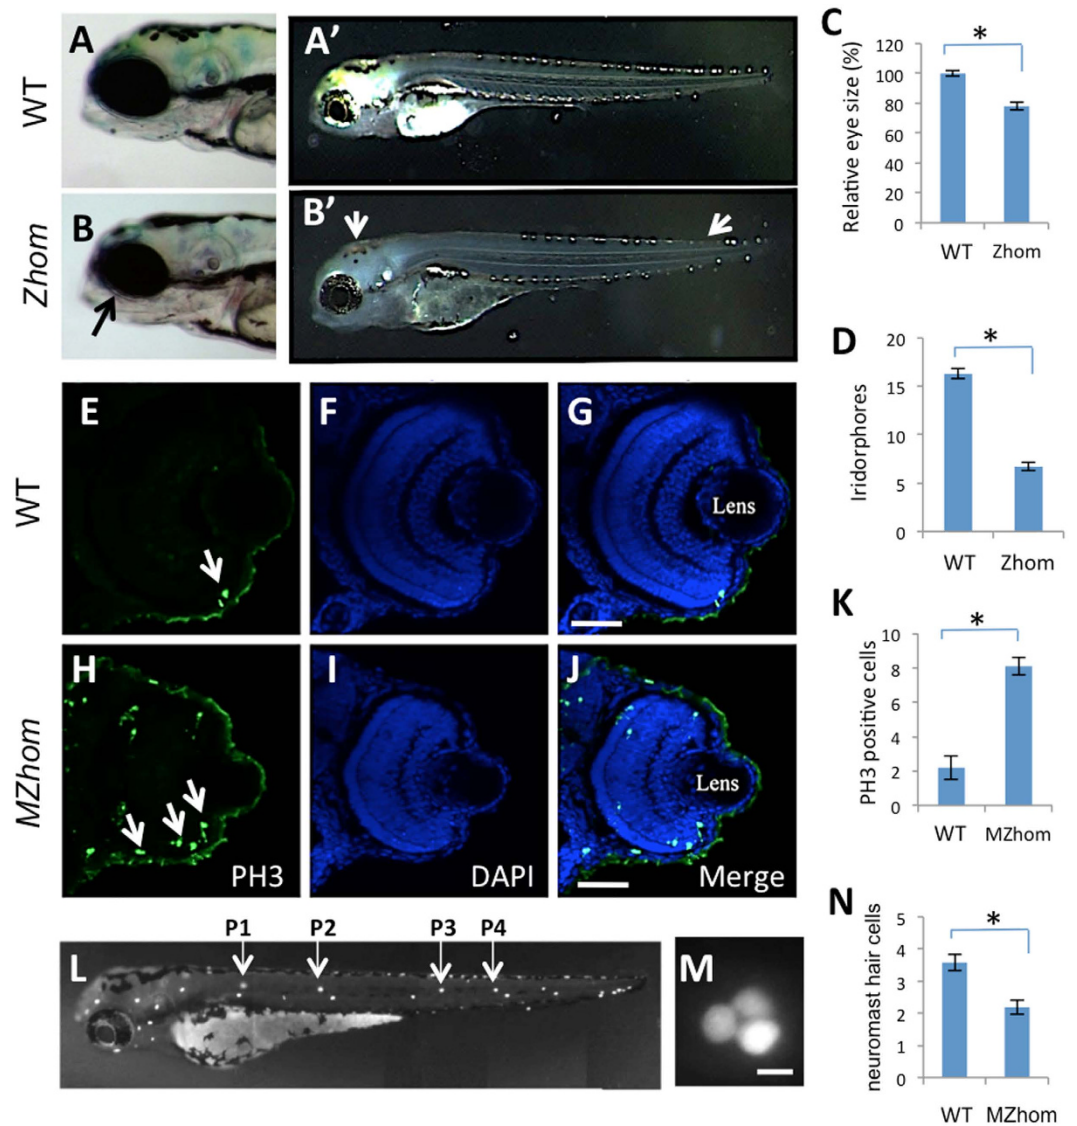 A
A'
WT
B
B'
Zhom
C
Relative eye size (%)
120
100
80
60
40
20
0
*
WT Zhom
D
Iridorphores
20
15
10
5
0
*
WT Zhom
E
F
G
WT
Lens
H
I
J
MZhom
Lens
PH3
DAPI
Merge
K
PH3 positive cells
10
8
6
4
2
0
*
WT MZhom
P1 P2 P3 P4
L
M
N
neuromast hair cells
5
4
3
2
1
0
*
WT MZhom